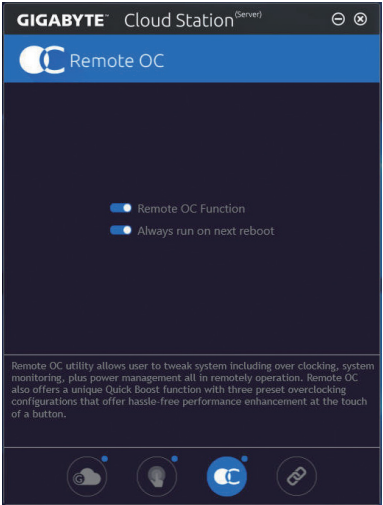 GIGABYTE™ Cloud Station (Server)
Remote OC
Remote OC Function
Always run on next reboot
Remote OC utility allows user to tweak system including over clocking, system
monitoring, plus power management all in remotely operation. Remote OC
also offers a unique Quick Boost function with three preset overclocking
configurations that offer hassle-free performance enhancement at the touch
of a button.